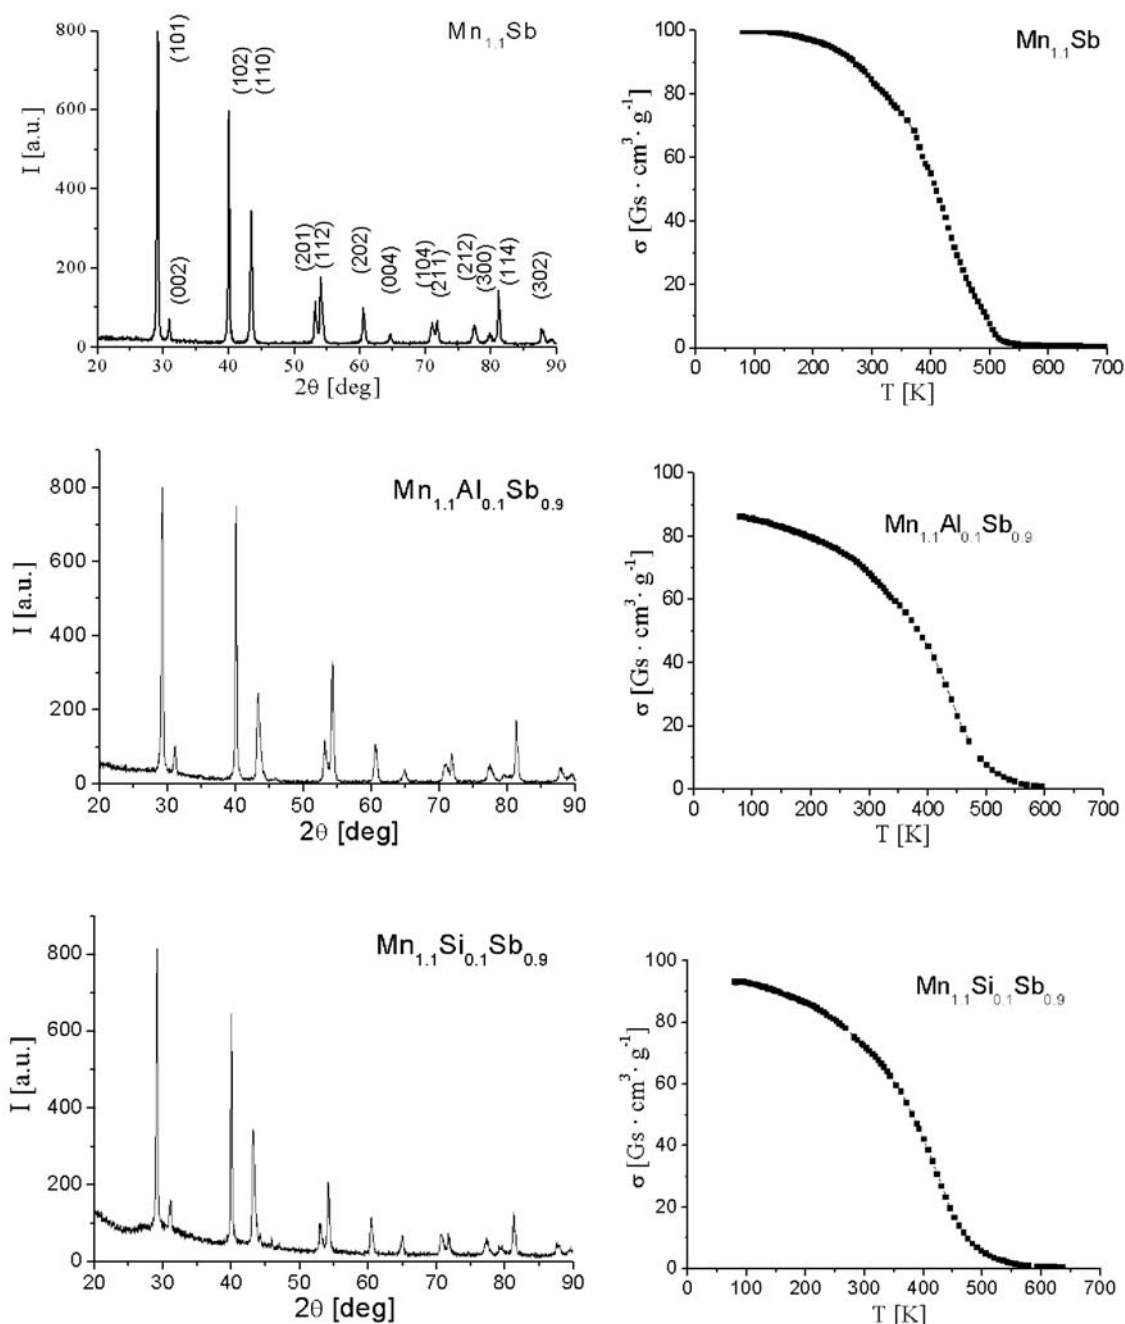 Mn1.1Sb
I [a.u.]
800
600
400
200
0
(101)
(002)
(102)
(110)
(201)
(112)
(202)
(004)
(104)
(211)
(212)
(300)
(114)
(302)
20 30 40 50 60 70 80 90
2θ [deg]
Mn1.1Sb
σ [Gs · cm³ · g⁻¹]
100
80
60
40
20
0
0 100 200 300 400 500 600 700
T [K]
Mn1.1Al0.1Sb0.9
I [a.u.]
800
600
400
200
0
20 30 40 50 60 70 80 90
2θ [deg]
Mn1.1Al0.1Sb0.9
σ [Gs · cm³ · g⁻¹]
100
80
60
40
20
0
0 100 200 300 400 500 600 700
T [K]
Mn1.1Si0.1Sb0.9
I [a.u.]
800
600
400
200
0
20 30 40 50 60 70 80 90
2θ [deg]
Mn1.1Si0.1Sb0.9
σ [Gs · cm³ · g⁻¹]
100
80
60
40
20
0
0 100 200 300 400 500 600 700
T [K]